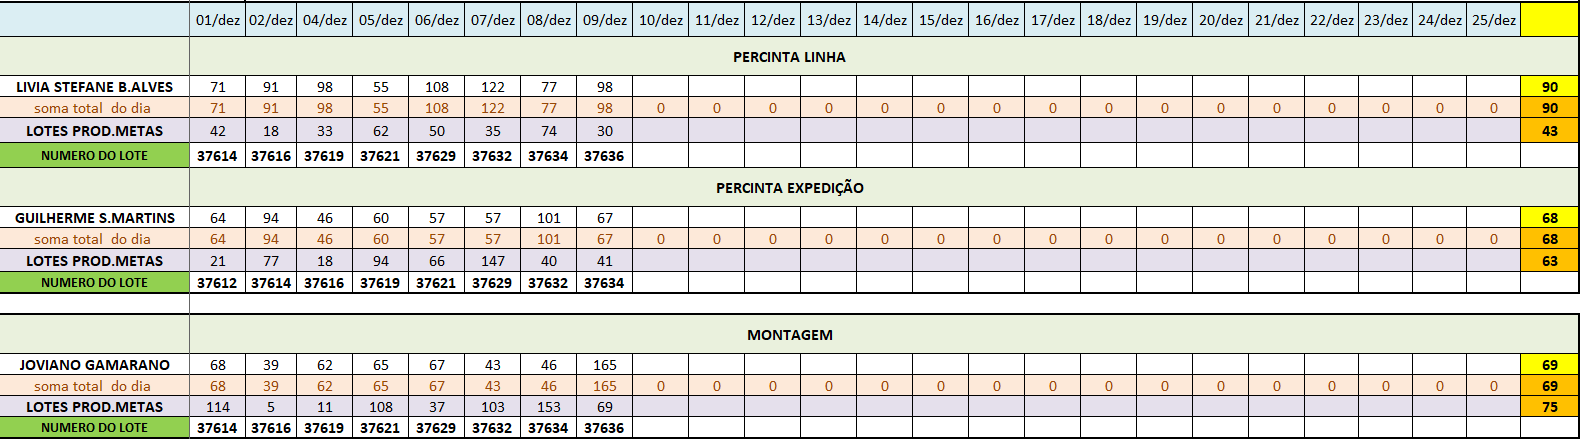 01/dez 02/dez 04/dez 05/dez 06/dez 07/dez 08/dez 09/dez 10/dez 11/dez 12/dez 13/dez 14/dez 15/dez 16/dez 17/dez 18/dez 19/dez 20/dez 21/dez 22/dez 23/dez 24/dez 25/dez
PERCINTA LINHA
LIVIA STEFANE B.ALVES 71 91 98 55 108 122 77 98 90
soma total do dia 71 91 98 55 108 122 77 98 0 0 0 0 0 0 0 0 0 0 0 0 0 0 0 0 90
LOTES PROD.METAS 42 18 33 62 50 35 74 30 43
NUMERO DO LOTE 37614 37616 37619 37621 37629 37632 37634 37636
PERCINTA EXPEDIÇÃO
GUILHERME S.MARTINS 64 94 46 60 57 57 101 67 68
soma total do dia 64 94 46 60 57 57 101 67 0 0 0 0 0 0 0 0 0 0 0 0 0 0 0 0 68
LOTES PROD.METAS 21 77 18 94 66 147 40 41 63
NUMERO DO LOTE 37612 37614 37616 37619 37621 37629 37632 37634
MONTAGEM
JOVIANO GAMARANO 68 39 62 65 67 43 46 165 69
soma total do dia 68 39 62 65 67 43 46 165 0 0 0 0 0 0 0 0 0 0 0 0 0 0 0 0 69
LOTES PROD.METAS 114 5 11 108 37 103 153 69 75
NUMERO DO LOTE 37614 37616 37619 37621 37629 37632 37634 37636